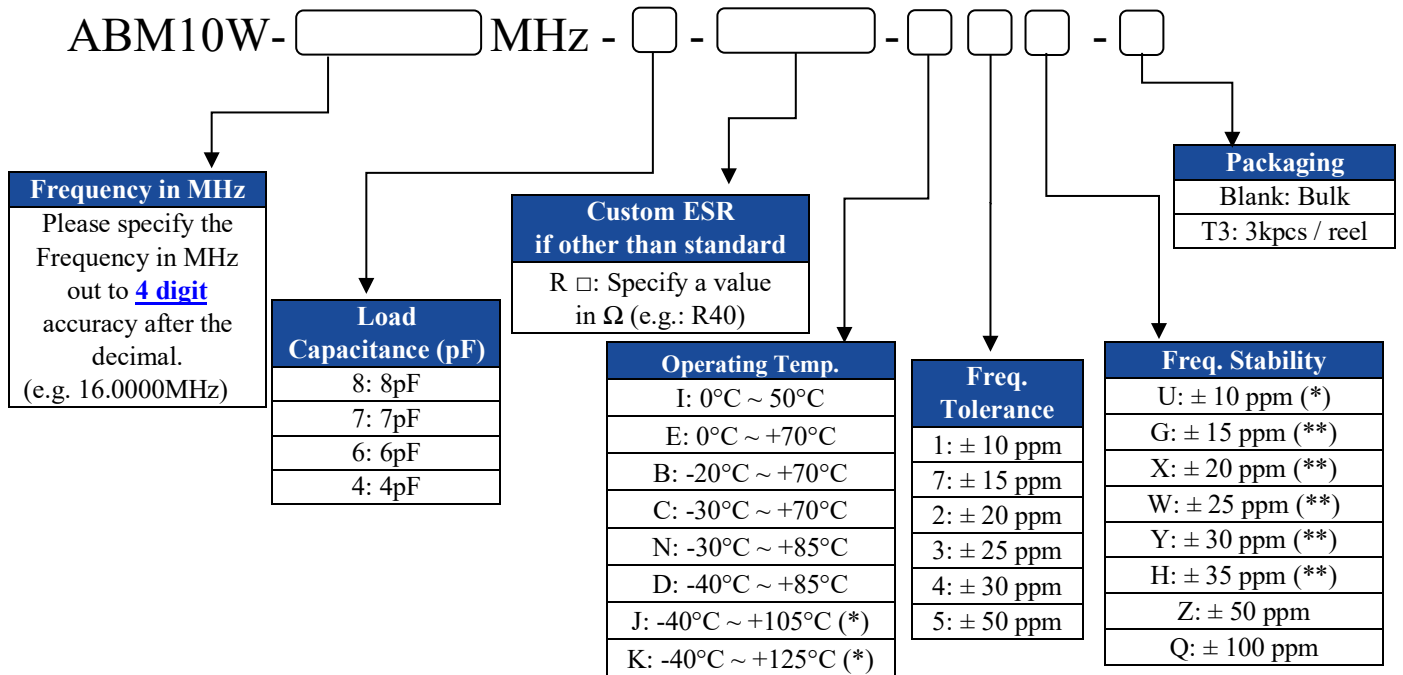 ABM10W- MHz - - - -
Frequency in MHz
Please specify the
Frequency in MHz
out to 4 digit
accuracy after the
decimal.
(e.g. 16.0000MHz)
Load
Capacitance (pF)
8: 8pF
7: 7pF
6: 6pF
4: 4pF
Custom ESR
if other than standard
R □: Specify a value
in Ω (e.g.: R40)
Operating Temp.
I: 0°C ~ 50°C
E: 0°C ~ +70°C
B: -20°C ~ +70°C
C: -30°C ~ +70°C
N: -30°C ~ +85°C
D: -40°C ~ +85°C
J: -40°C ~ +105°C (*)
K: -40°C ~ +125°C (*)
Freq.
Tolerance
1: ± 10 ppm
7: ± 15 ppm
2: ± 20 ppm
3: ± 25 ppm
4: ± 30 ppm
5: ± 50 ppm
Freq. Stability
U: ± 10 ppm (*)
G: ± 15 ppm (**)
X: ± 20 ppm (**)
W: ± 25 ppm (**)
Y: ± 30 ppm (**)
H: ± 35 ppm (**)
Z: ± 50 ppm
Q: ± 100 ppm
Packaging
Blank: Bulk
T3: 3kpcs / reel